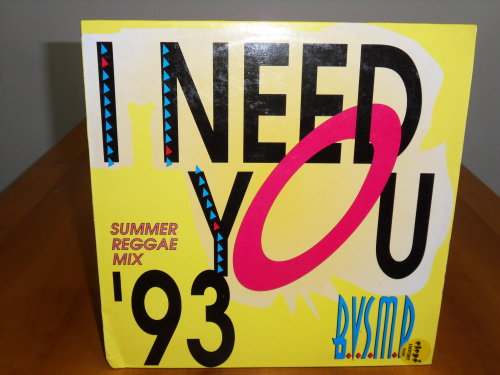 I NEED
YOU
SUMMER
REGGAE
MIX
'93
B.V.S.M.P.